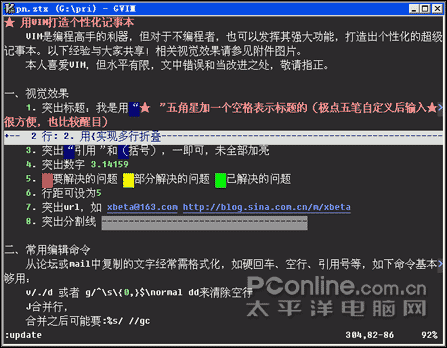 pn.ztx (G:\pri) - GVIM
★ 用VIM打造个性化记事本
VIM是编程高手的利器，但对于不编程者，也可以发挥其强大功能，打造出个性化的超级
记事本。以下经验与大家共享！相关视觉效果请参见附件图片。
本人喜爱VIM，但水平有限，文中错误和当改进之处，敬请指正。
一、视觉效果
1. 突出标题，我是用“★ ”五角星加一个空格表示标题的（极点五笔自定义后输入★
很方便，也比较醒目）
+-- 2 行: 2. 用{实现多行折叠
3. 突出“引用”和（括号），一即可，未全部加亮
4. 突出数字 3.14159
5. 要解决的问题 部分解决的问题 已解决的问题
6. 行距可设为5
7. 突出url，如 xbeta@163.com http://blog.sina.com.cn/m/xbeta
8. 突出分割线 ------------------------------------
二、常用编辑命令
从论坛或mail中复制的文字经常需格式化，如硬回车、空行、引用号等，如下命令基本
够用：
v/./d 或者 g/^\s\{0,}$\normal dd来清除空行
J合并行，
合并之后可能要:%s/ //gc
:update 304,82-86 92%
PConline.com.cn
太平洋电脑网